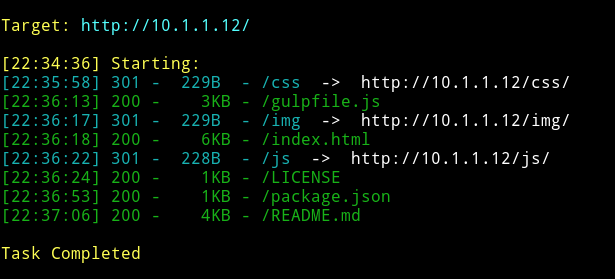 Target: http://10.1.1.12/
[22:34:36] Starting:
[22:35:58] 301 -  229B  - /css  ->  http://10.1.1.12/css/
[22:36:13] 200 -    3KB - /gulpfile.js
[22:36:17] 301 -  229B  - /img  ->  http://10.1.1.12/img/
[22:36:18] 200 -    6KB - /index.html
[22:36:22] 301 -  228B  - /js  ->  http://10.1.1.12/js/
[22:36:24] 200 -    1KB - /LICENSE
[22:36:53] 200 -    1KB - /package.json
[22:37:06] 200 -    4KB - /README.md
Task Completed